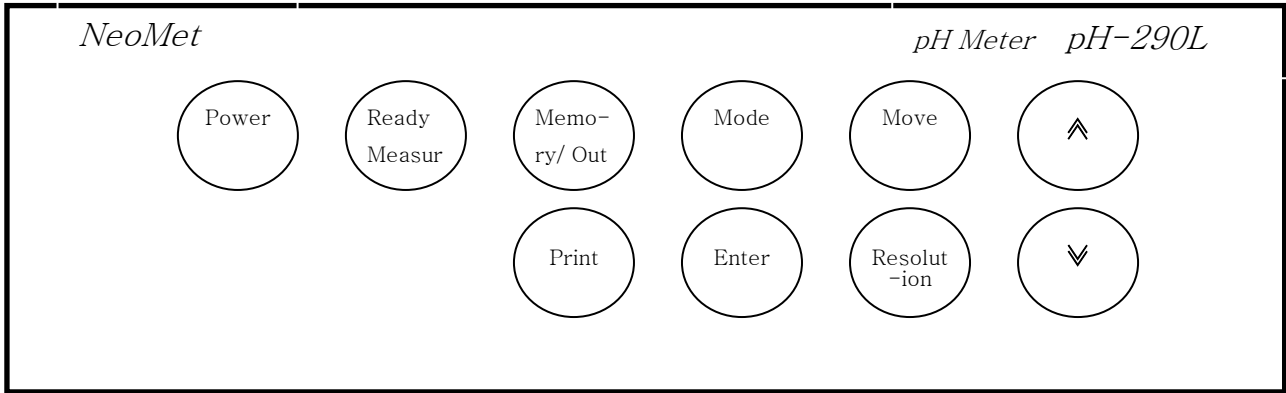 NeoMet
pH Meter pH-290L
Power
Ready
Measur
Memo-
ry/ Out
Mode
Move
Print
Enter
Resolut
-ion